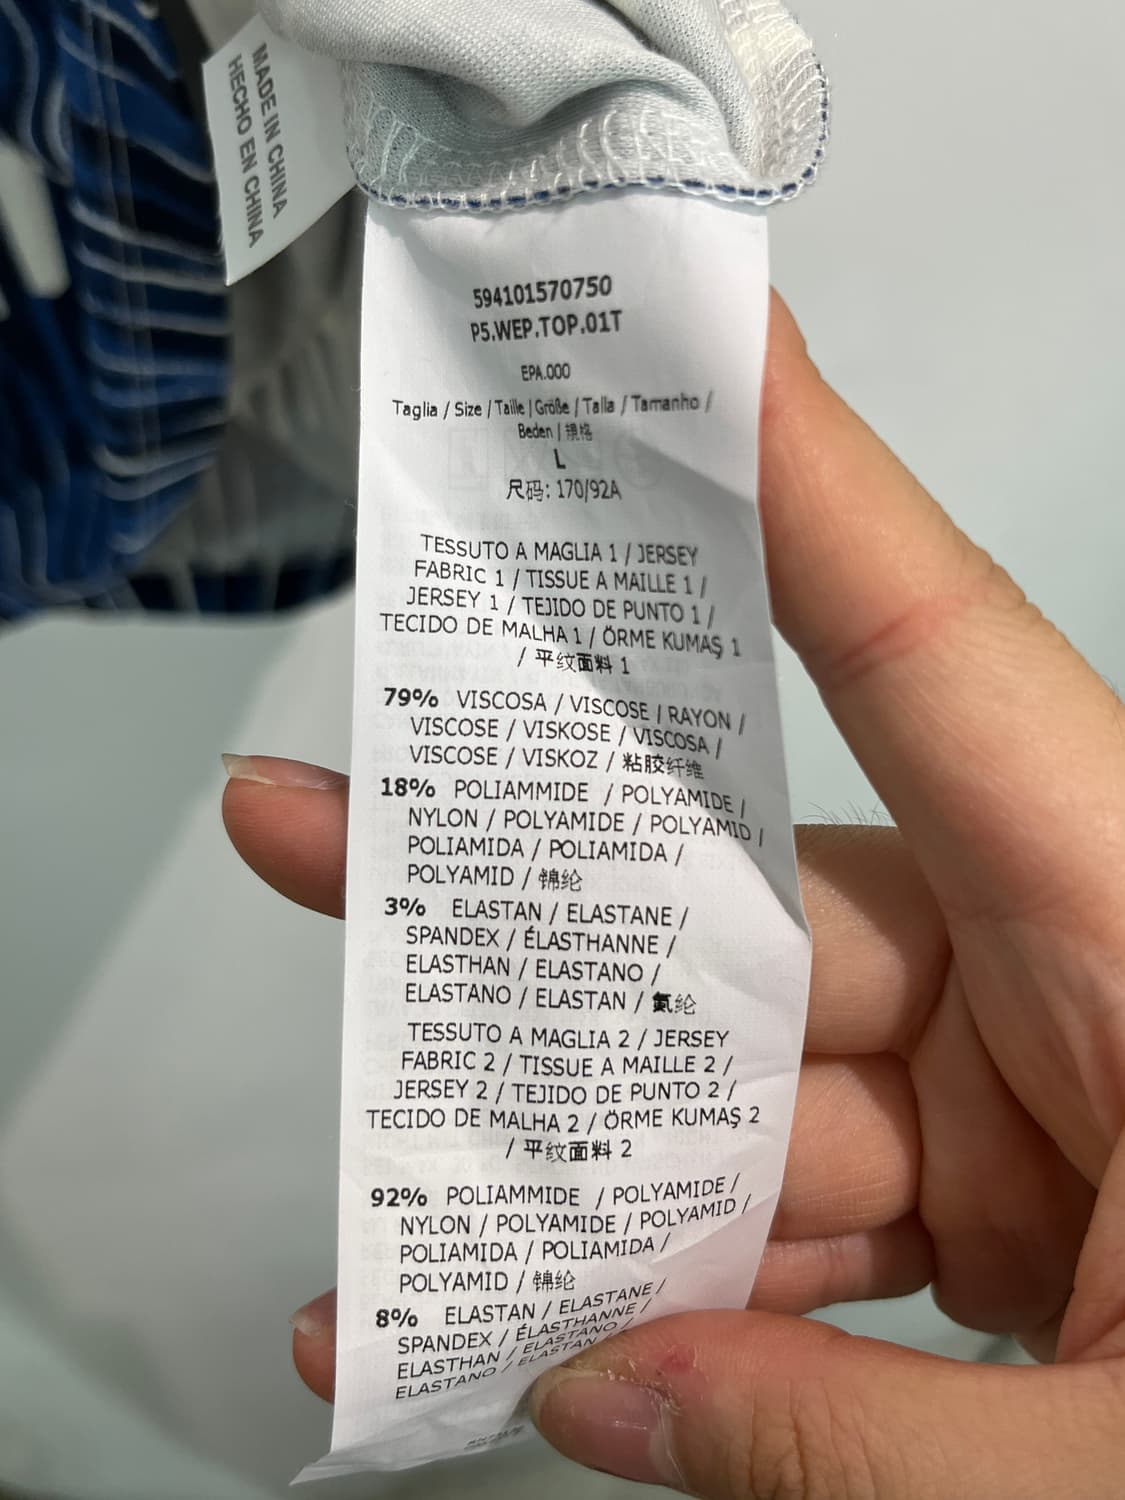 MADE IN CHINA
HECHO EN CHINA
594101570750
P5.WEP.TOP.01T
EPA.000
Taglia / Size / Taille / Größe / Talla / Tamanho /
Beden / 規格
L
尺码: 170/92A
TESSUTO A MAGLIA 1 / JERSEY
FABRIC 1 / TISSUE A MAILLE 1 /
JERSEY 1 / TEJIDO DE PUNTO 1 /
TECIDO DE MALHA 1 / ÖRME KUMAŞ 1
/ 平纹面料 1
79% VISCOSA / VISCOSE / RAYON /
VISCOSE / VISKOSE / VISCOSA /
VISCOSE / VISKOZ / 粘胶纤维
18% POLIAMMIDE / POLYAMIDE /
NYLON / POLYAMIDE / POLYAMID /
POLIAMIDA / POLIAMIDA /
POLYAMID / 锦纶
3% ELASTAN / ELASTANE /
SPANDEX / ÉLASTHANNE /
ELASTHAN / ELASTANO /
ELASTANO / ELASTAN / 氨纶
TESSUTO A MAGLIA 2 / JERSEY
FABRIC 2 / TISSUE A MAILLE 2 /
JERSEY 2 / TEJIDO DE PUNTO 2 /
TECIDO DE MALHA 2 / ÖRME KUMAŞ 2
/ 平纹面料 2
92% POLIAMMIDE / POLYAMIDE /
NYLON / POLYAMIDE / POLYAMID /
POLIAMIDA / POLIAMIDA /
POLYAMID / 锦纶
8% ELASTAN / ELASTANE /
SPANDEX / ÉLASTHANNE /
ELASTHAN / ELASTANO /
ELASTANO / ELASTAN